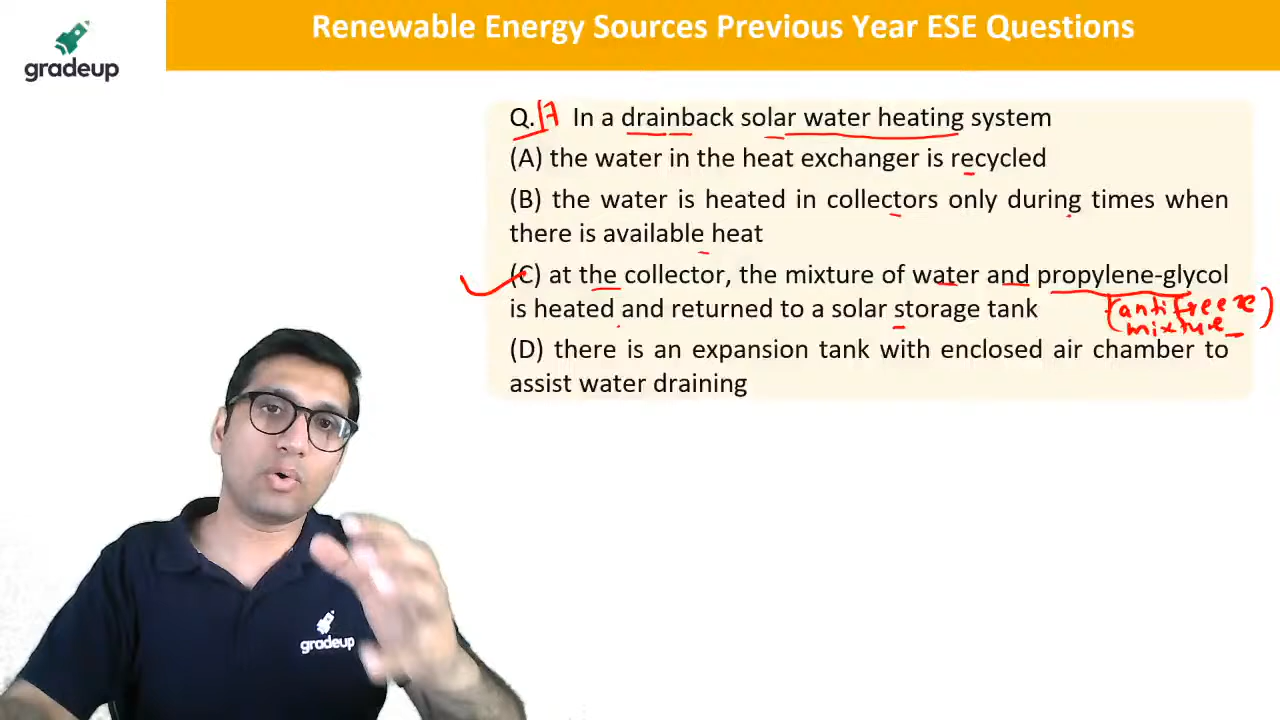 Renewable Energy Sources Previous Year ESE Questions
gradeup
Q.17 In a drainback solar water heating system
(A) the water in the heat exchanger is recycled
(B) the water is heated in collectors only during times when
there is available heat
(C) at the collector, the mixture of water and propylene-glycol
is heated and returned to a solar storage tank
(antifreeze
mixture)
(D) there is an expansion tank with enclosed air chamber to
assist water draining
gradeup